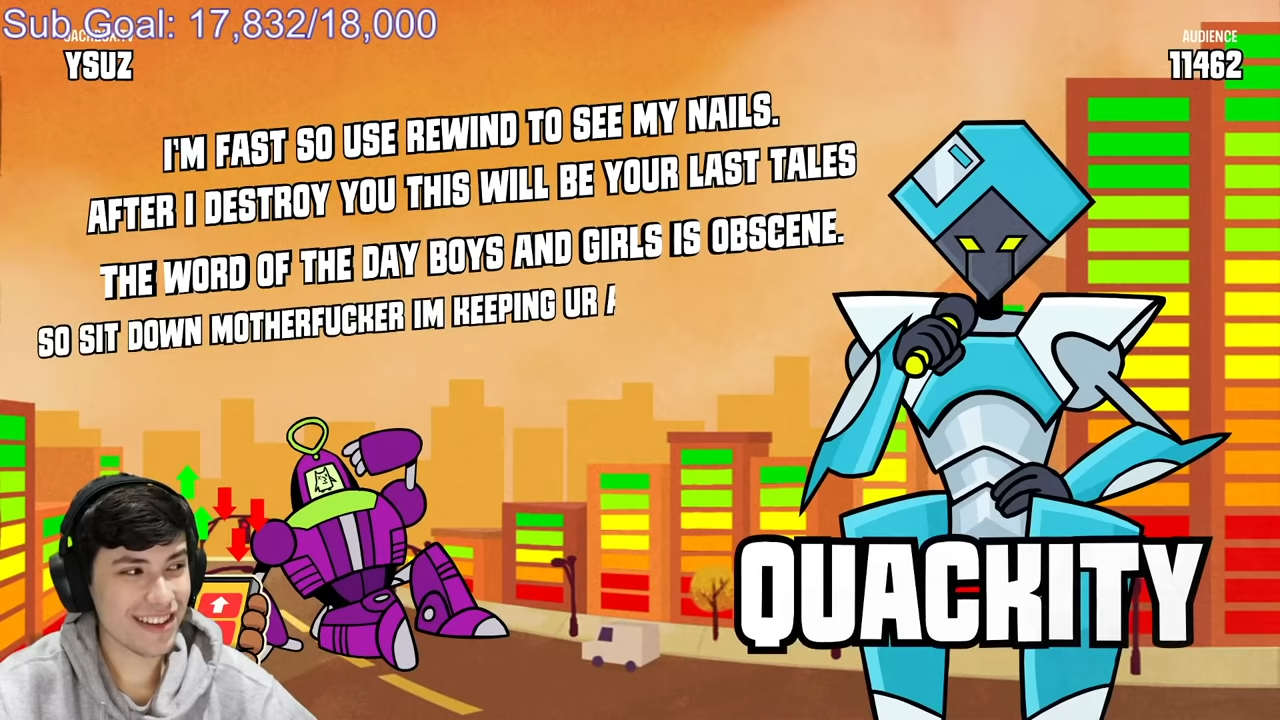 Sub Goal: 17,832/18,000
JACKBOX.TV
YSUZ
AUDIENCE
11462
I'M FAST SO USE REWIND TO SEE MY NAILS.
AFTER I DESTROY YOU THIS WILL BE YOUR LAST TALES
THE WORD OF THE DAY BOYS AND GIRLS IS OBSCENE.
SO SIT DOWN MOTHERFUCKER IM KEEPING UR
QUACKITY